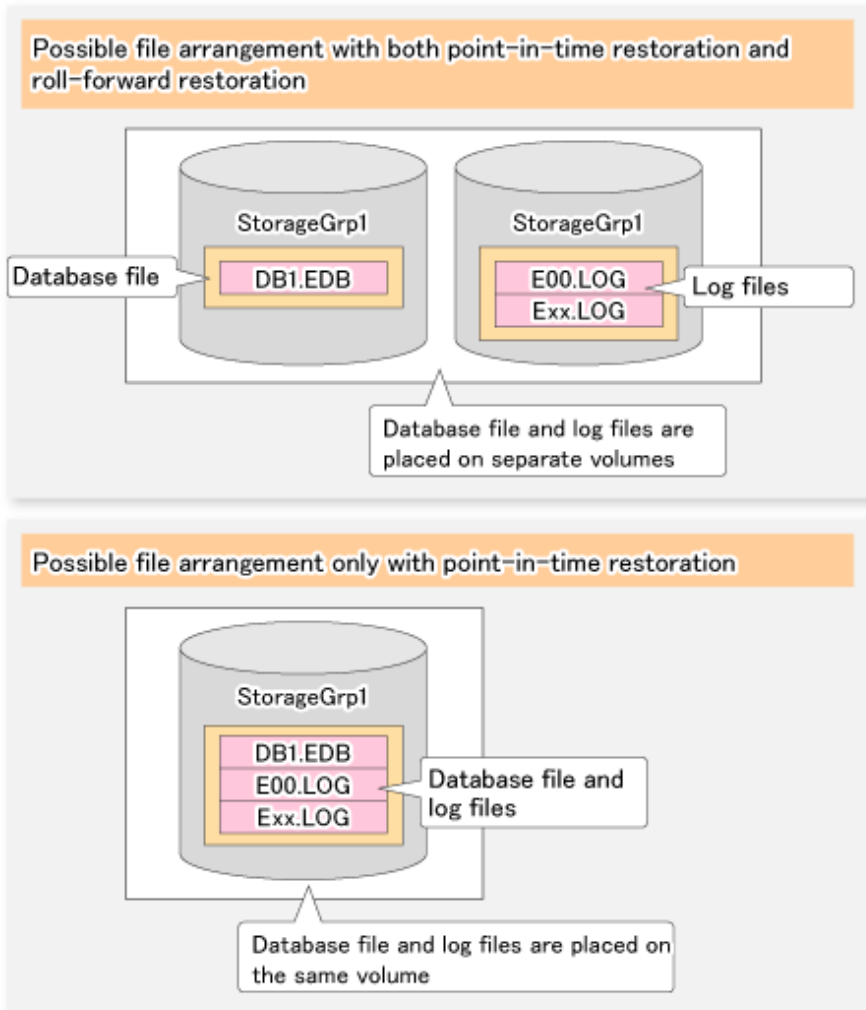 Possible file arrangement with both point-in-time restoration and
roll-forward restoration
StorageGrp1
StorageGrp1
Database file
DB1.EDB
E00.LOG
Exx.LOG
Log files
Database file and log files are
placed on separate volumes
Possible file arrangement only with point-in-time restoration
StorageGrp1
DB1.EDB
E00.LOG
Exx.LOG
Database file and
log files
Database file and log files are placed on
the same volume